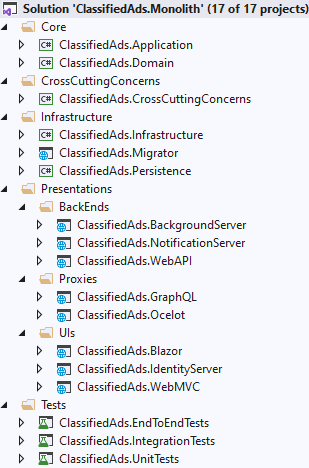 Solution 'ClassifiedAds.Monolith' (17 of 17 projects)
Core
C# ClassifiedAds.Application
C# ClassifiedAds.Domain
CrossCuttingConcerns
C# ClassifiedAds.CrossCuttingConcerns
Infrastructure
C# ClassifiedAds.Infrastructure
ClassifiedAds.Migrator
C# ClassifiedAds.Persistence
Presentations
BackEnds
ClassifiedAds.BackgroundServer
ClassifiedAds.NotificationServer
ClassifiedAds.WebAPI
Proxies
ClassifiedAds.GraphQL
ClassifiedAds.Ocelot
UIs
ClassifiedAds.Blazor
ClassifiedAds.IdentityServer
ClassifiedAds.WebMVC
Tests
ClassifiedAds.EndToEndTests
ClassifiedAds.IntegrationTests
ClassifiedAds.UnitTests